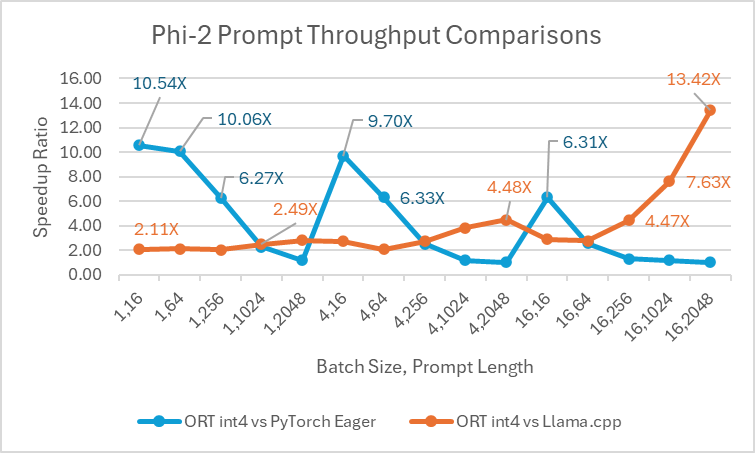 Phi-2 Prompt Throughput Comparisons
Speedup Ratio
16.00
14.00
12.00
10.00
8.00
6.00
4.00
2.00
0.00
10.54X
10.06X
6.27X
9.70X
6.33X
6.31X
2.11X
2.49X
4.48X
4.47X
7.63X
13.42X
1,16
1,64
1,256
1,1024
1,2048
4,16
4,64
4,256
4,1024
4,2048
16,16
16,64
16,256
16,1024
16,2048
Batch Size, Prompt Length
ORT int4 vs PyTorch Eager
ORT int4 vs Llama.cpp